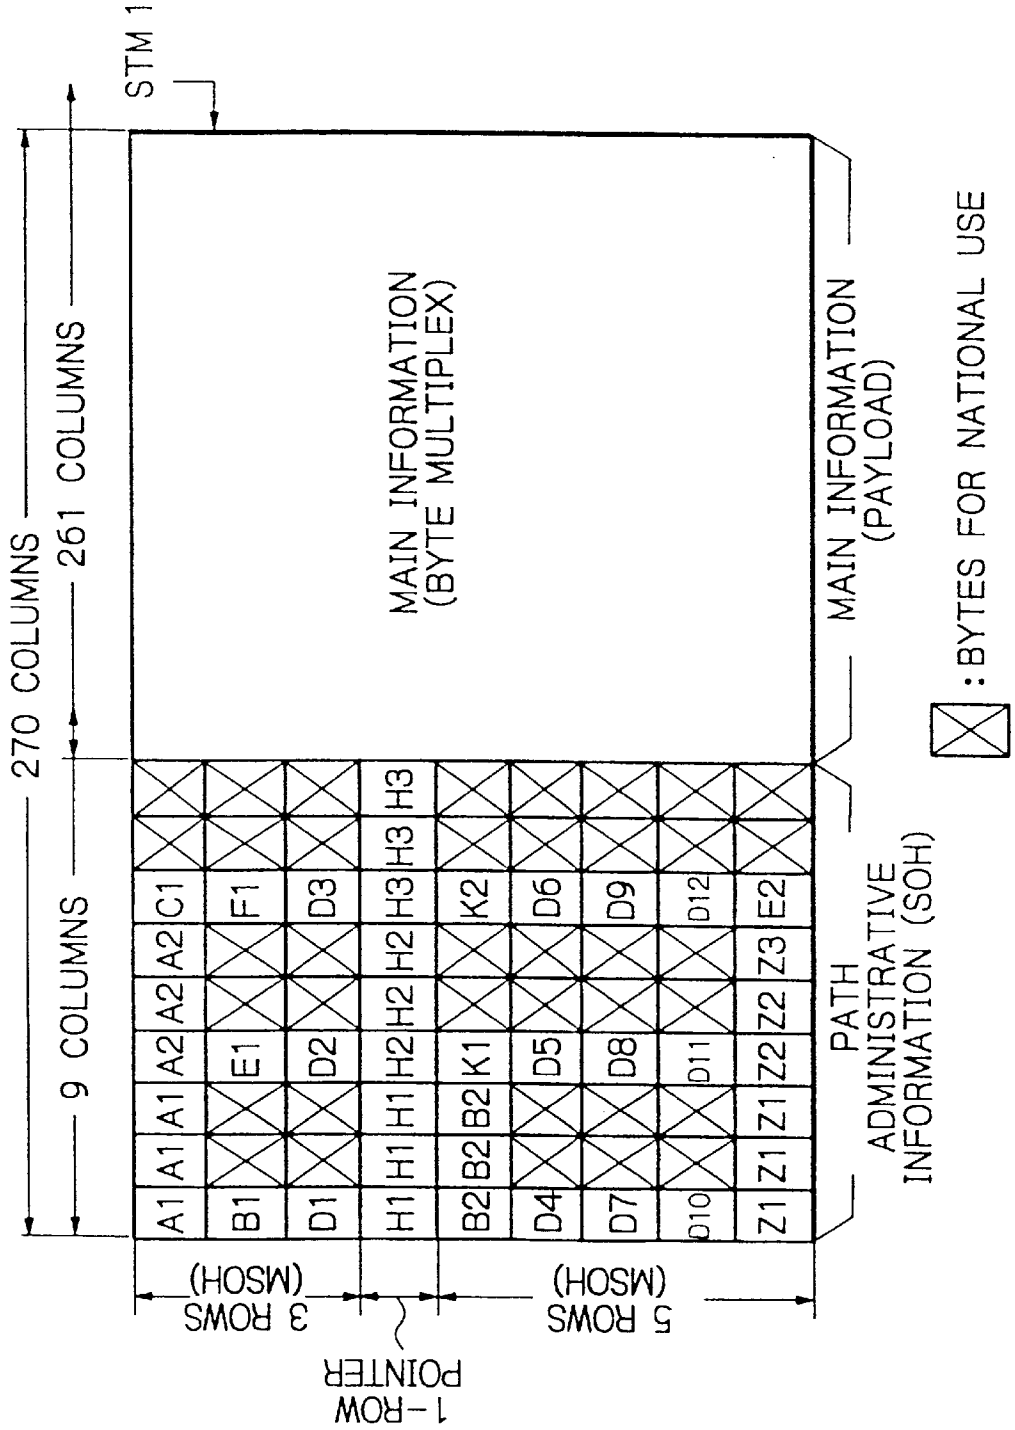 270 COLUMNS
9 COLUMNS
261 COLUMNS
STM 1
3 ROWS
(MSOH)
1-ROW
POINTER
5 ROWS
(MSOH)
A1 A1 A1 A2 A2 A2 C1
B1 E1 F1
D1 D2 D3
H1 H1 H1 H2 H2 H2 H3 H3 H3
B2 B2 B2 K1 K2
D4 D5 D6
D7 D8 D9
D10 D11 D12
Z1 Z1 Z1 Z2 Z2 Z3 E2
MAIN INFORMATION
(BYTE MULTIPLEX)
PATH
ADMINISTRATIVE
INFORMATION (SOH)
MAIN INFORMATION
(PAYLOAD)
: BYTES FOR NATIONAL USE